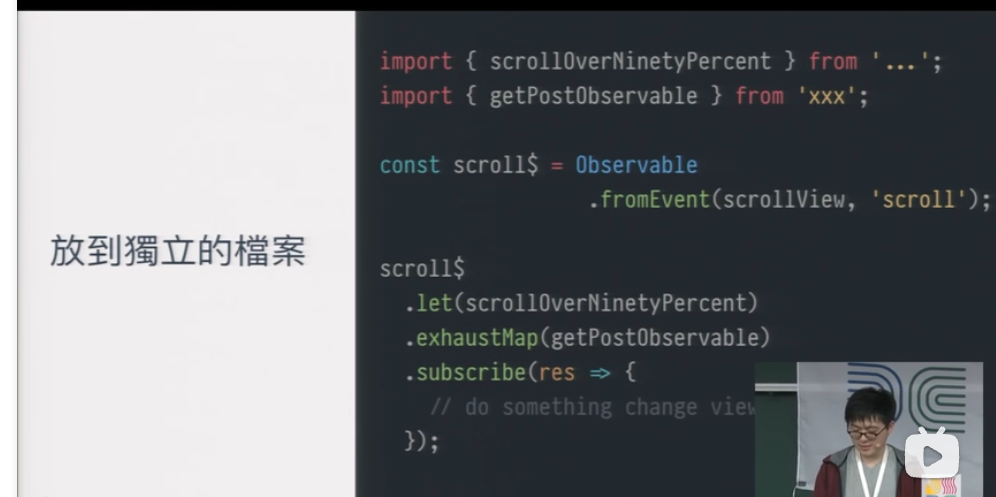 放到獨立的檔案
import { scrollOverNinetyPercent } from '...';
import { getPostObservable } from 'xxx';
const scroll$ = Observable
.fromEvent(scrollView, 'scroll');
scroll$
.let(scrollOverNinetyPercent)
.exhaustMap(getPostObservable)
.subscribe(res => {
// do something change view
});